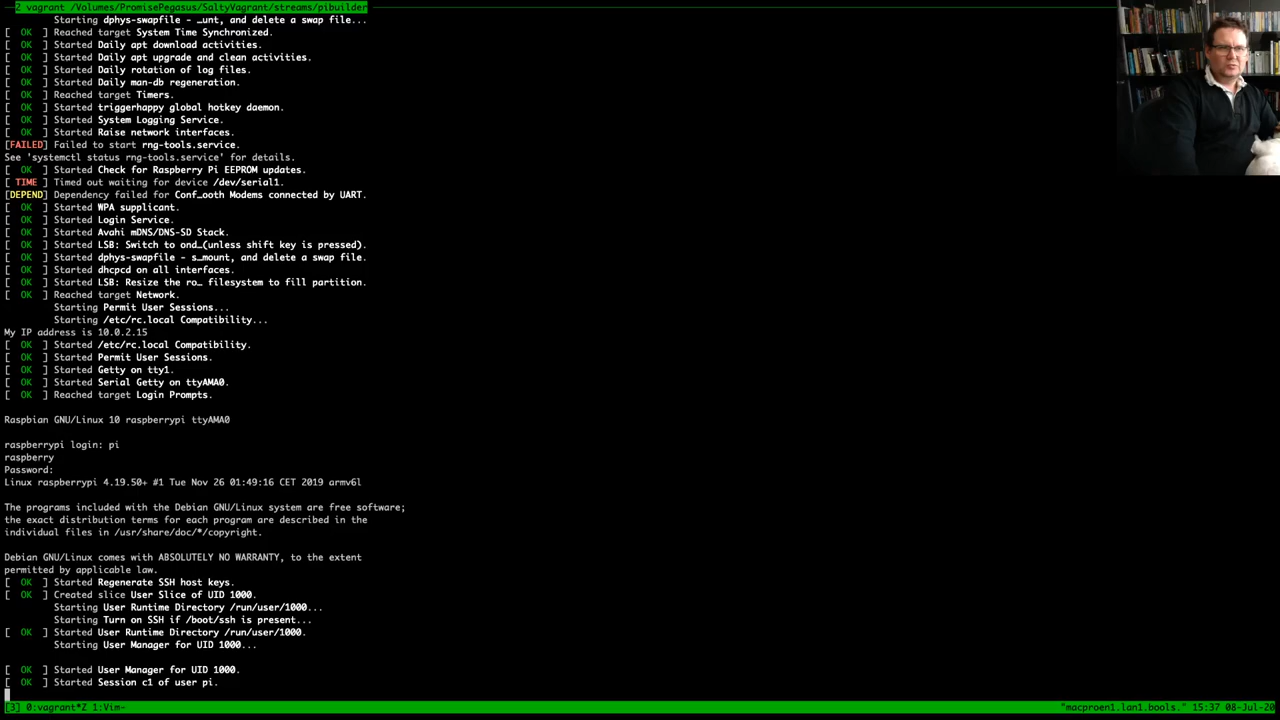 Z vagrant /Volumes/PromisePegasus/SaltyVagrant/streams/pibuilder
Starting dphys-swapfile - …unt, and delete a swap file...
[  OK  ] Reached target System Time Synchronized.
[  OK  ] Started Daily apt download activities.
[  OK  ] Started Daily apt upgrade and clean activities.
[  OK  ] Started Daily rotation of log files.
[  OK  ] Started Daily man-db regeneration.
[  OK  ] Reached target Timers.
[  OK  ] Started triggerhappy global hotkey daemon.
[  OK  ] Started System Logging Service.
[  OK  ] Started Raise network interfaces.
[FAILED] Failed to start rng-tools.service.
See 'systemctl status rng-tools.service' for details.
[  OK  ] Started Check for Raspberry Pi EEPROM updates.
[ TIME ] Timed out waiting for device /dev/serial1.
[DEPEND] Dependency failed for Conf…ooth Modems connected by UART.
[  OK  ] Started WPA supplicant.
[  OK  ] Started Login Service.
[  OK  ] Started Avahi mDNS/DNS-SD Stack.
[  OK  ] Started LSB: Switch to ond…(unless shift key is pressed).
[  OK  ] Started dphys-swapfile - s…mount, and delete a swap file.
[  OK  ] Started dhcpcd on all interfaces.
[  OK  ] Started LSB: Resize the ro… filesystem to fill partition.
[  OK  ] Reached target Network.
Starting Permit User Sessions...
Starting /etc/rc.local Compatibility...
My IP address is 10.0.2.15
[  OK  ] Started /etc/rc.local Compatibility.
[  OK  ] Started Permit User Sessions.
[  OK  ] Started Getty on tty1.
[  OK  ] Started Serial Getty on ttyAMA0.
[  OK  ] Reached target Login Prompts.
Raspbian GNU/Linux 10 raspberrypi ttyAMA0
raspberrypi login: pi
raspberry
Password:
Linux raspberrypi 4.19.50+ #1 Tue Nov 26 01:49:16 CET 2019 armv6l
The programs included with the Debian GNU/Linux system are free software;
the exact distribution terms for each program are described in the
individual files in /usr/share/doc/*/copyright.
Debian GNU/Linux comes with ABSOLUTELY NO WARRANTY, to the extent
permitted by applicable law.
[  OK  ] Started Regenerate SSH host keys.
[  OK  ] Created slice User Slice of UID 1000.
Starting User Runtime Directory /run/user/1000...
Starting Turn on SSH if /boot/ssh is present...
[  OK  ] Started User Runtime Directory /run/user/1000.
Starting User Manager for UID 1000...
[  OK  ] Started User Manager for UID 1000.
[  OK  ] Started Session c1 of user pi.
[3] 0:vagrant*Z 1:Vim- "macproen1.lan1.bools." 15:37 08-Jul-20